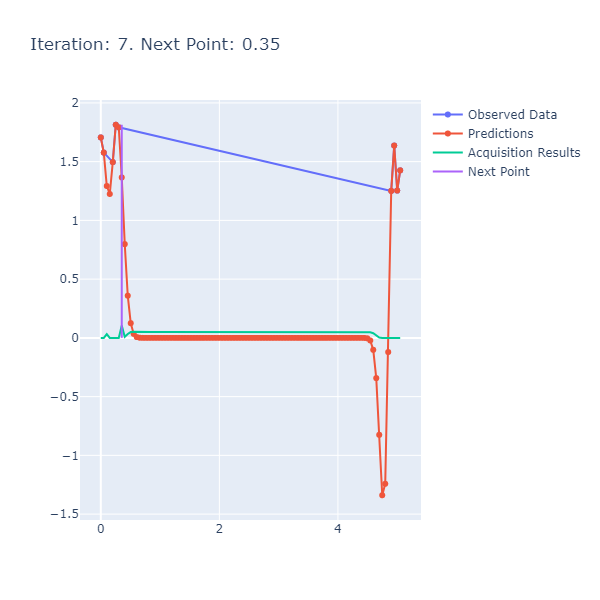 Iteration: 7. Next Point: 0.35
Observed Data
Predictions
Acquisition Results
Next Point
2
1.5
1
0.5
0
−0.5
−1
−1.5
0 2 4